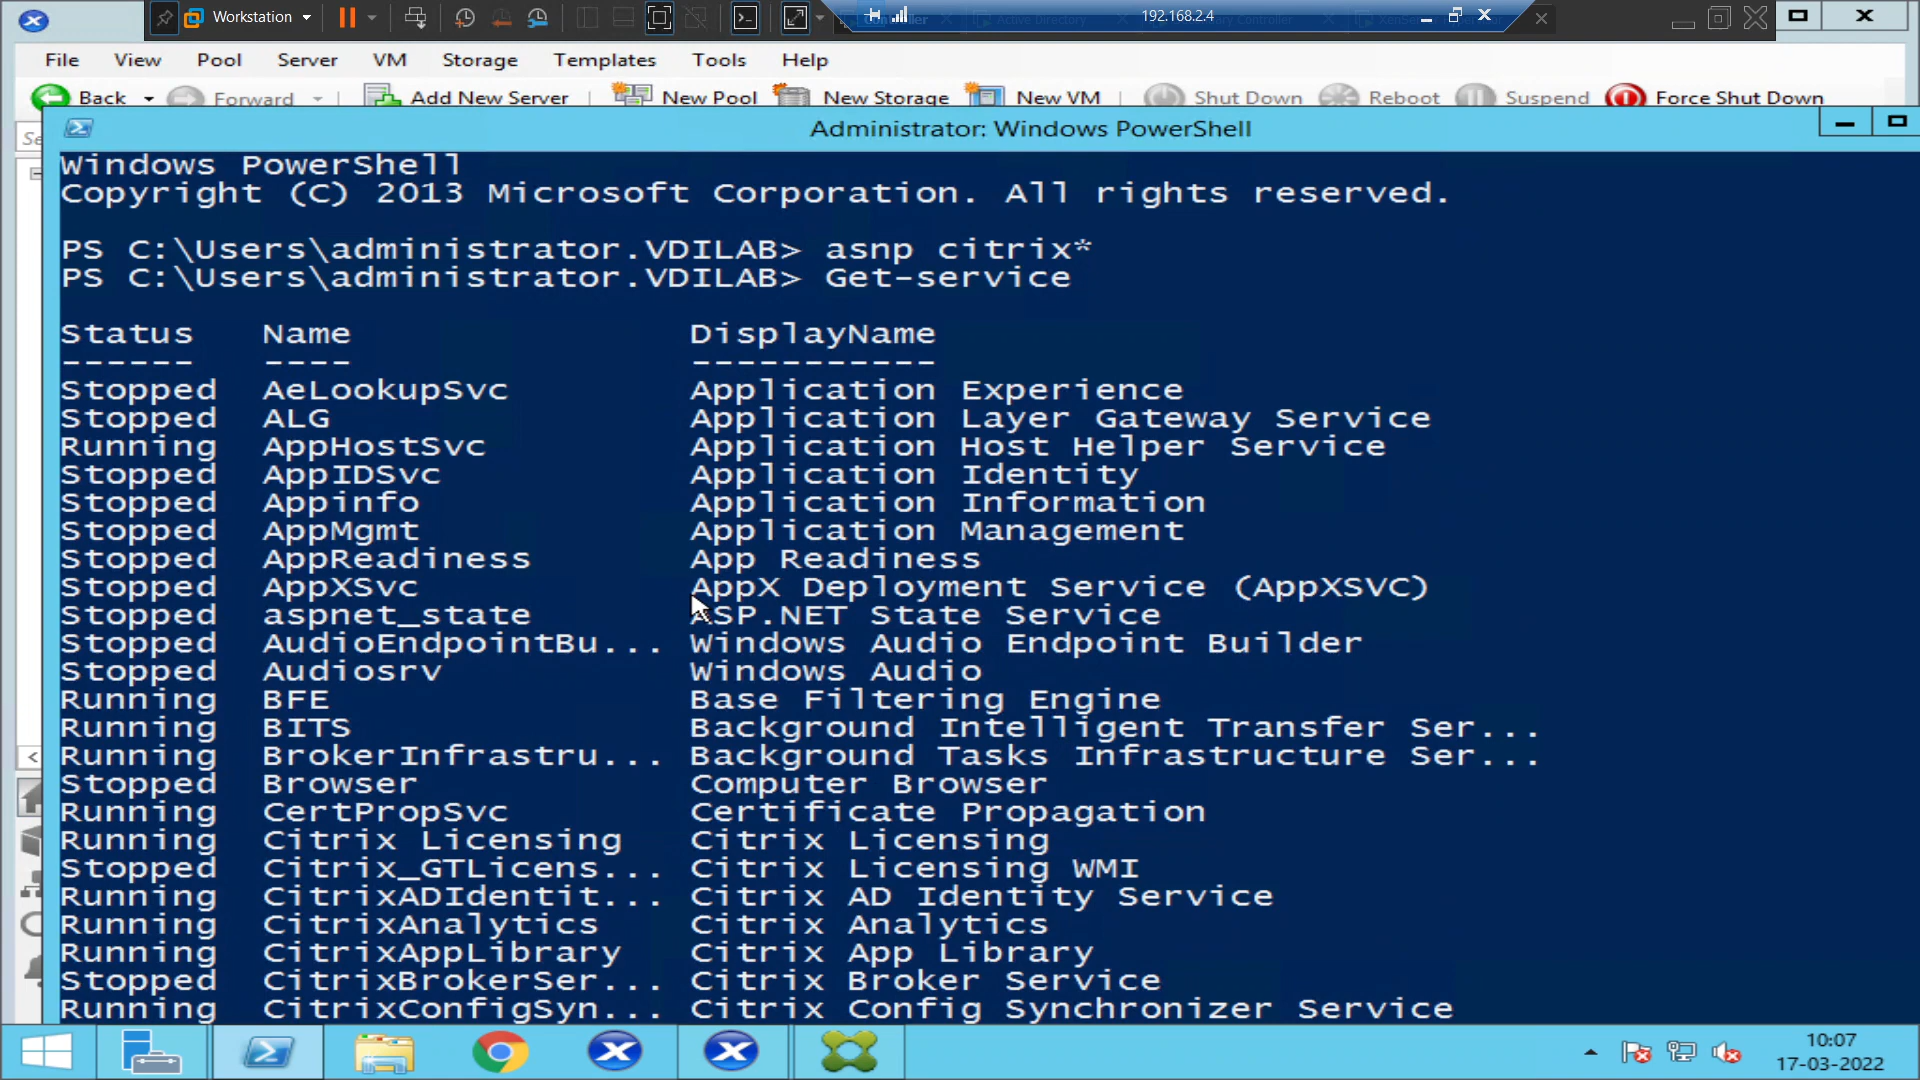 Workstation
192.168.2.4
File View Pool Server VM Storage Templates Tools Help
Back Forward Add New Server New Pool New Storage New VM Shut Down Reboot Suspend Force Shut Down
Se
Administrator: Windows PowerShell
Windows PowerShell
Copyright (C) 2013 Microsoft Corporation. All rights reserved.
PS C:\Users\administrator.VDILAB> asnp citrix*
PS C:\Users\administrator.VDILAB> Get-service
Status Name DisplayName
------ ---- -----------
Stopped AeLookupSvc Application Experience
Stopped ALG Application Layer Gateway Service
Running AppHostSvc Application Host Helper Service
Stopped AppIDSvc Application Identity
Stopped Appinfo Application Information
Stopped AppMgmt Application Management
Stopped AppReadiness App Readiness
Stopped AppXSvc AppX Deployment Service (AppXSVC)
Stopped aspnet_state ASP.NET State Service
Stopped AudioEndpointBu... Windows Audio Endpoint Builder
Stopped Audiosrv Windows Audio
Running BFE Base Filtering Engine
Running BITS Background Intelligent Transfer Ser...
Running BrokerInfrastru... Background Tasks Infrastructure Ser...
Stopped Browser Computer Browser
Running CertPropSvc Certificate Propagation
Running Citrix Licensing Citrix Licensing
Stopped Citrix_GTLicens... Citrix Licensing WMI
Running CitrixADIdentit... Citrix AD Identity Service
Running CitrixAnalytics Citrix Analytics
Running CitrixAppLibrary Citrix App Library
Stopped CitrixBrokerSer... Citrix Broker Service
Running CitrixConfigSyn... Citrix Config Synchronizer Service
10:07
17-03-2022